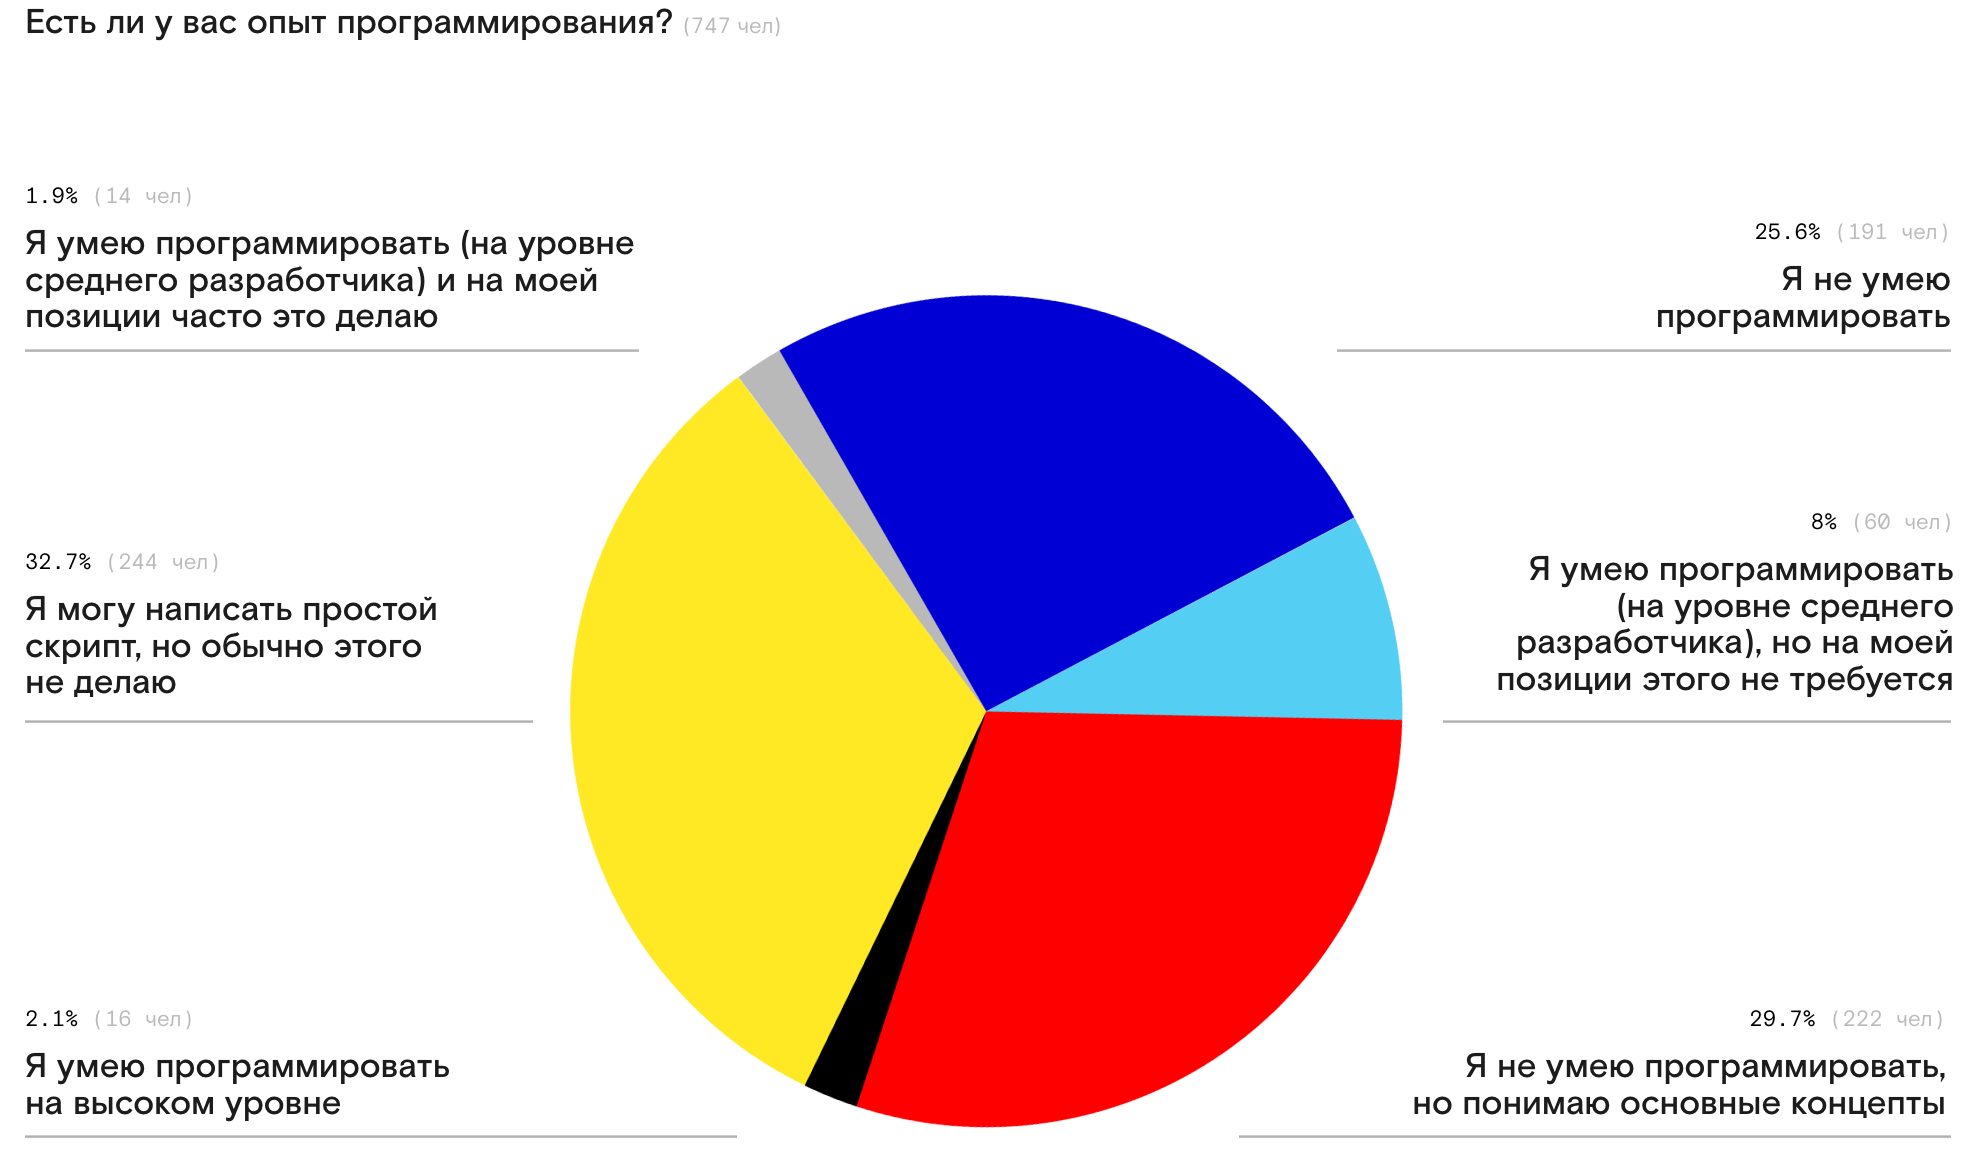 Есть ли у вас опыт программирования? (747 чел)
1.9% (14 чел)
Я умею программировать (на уровне
среднего разработчика) и на моей
позиции часто это делаю
25.6% (191 чел)
Я не умею
программировать
32.7% (244 чел)
Я могу написать простой
скрипт, но обычно этого
не делаю
8% (60 чел)
Я умею программировать
(на уровне среднего
разработчика), но на моей
позиции этого не требуется
2.1% (16 чел)
Я умею программировать
на высоком уровне
29.7% (222 чел)
Я не умею программировать,
но понимаю основные концепты